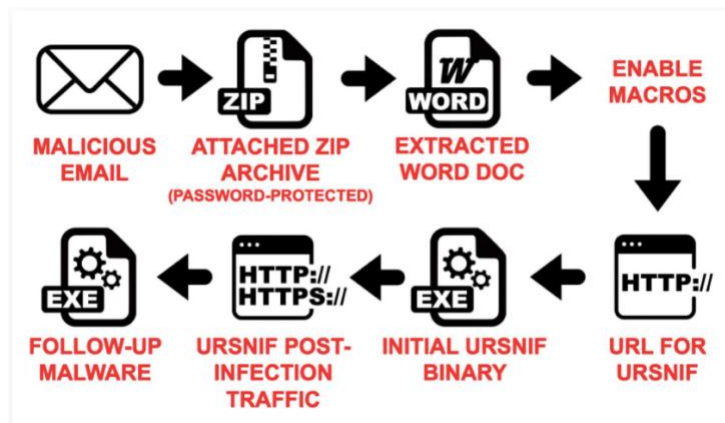 ZIP
W
WORD
ENABLE
MACROS
MALICIOUS
EMAIL
ATTACHED ZIP
ARCHIVE
(PASSWORD-PROTECTED)
EXTRACTED
WORD DOC
EXE
HTTP://
HTTPS://
EXE
HTTP://
FOLLOW-UP
MALWARE
URSNIF POST-
INFECTION
TRAFFIC
INITIAL URSNIF
BINARY
URL FOR
URSNIF